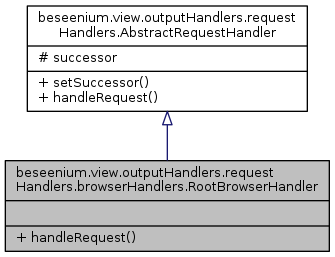 beseenium.view.outputHandlers.request
Handlers.AbstractRequestHandler
# successor
+ setSuccessor()
+ handleRequest()
beseenium.view.outputHandlers.request
Handlers.browserHandlers.RootBrowserHandler
+ handleRequest()